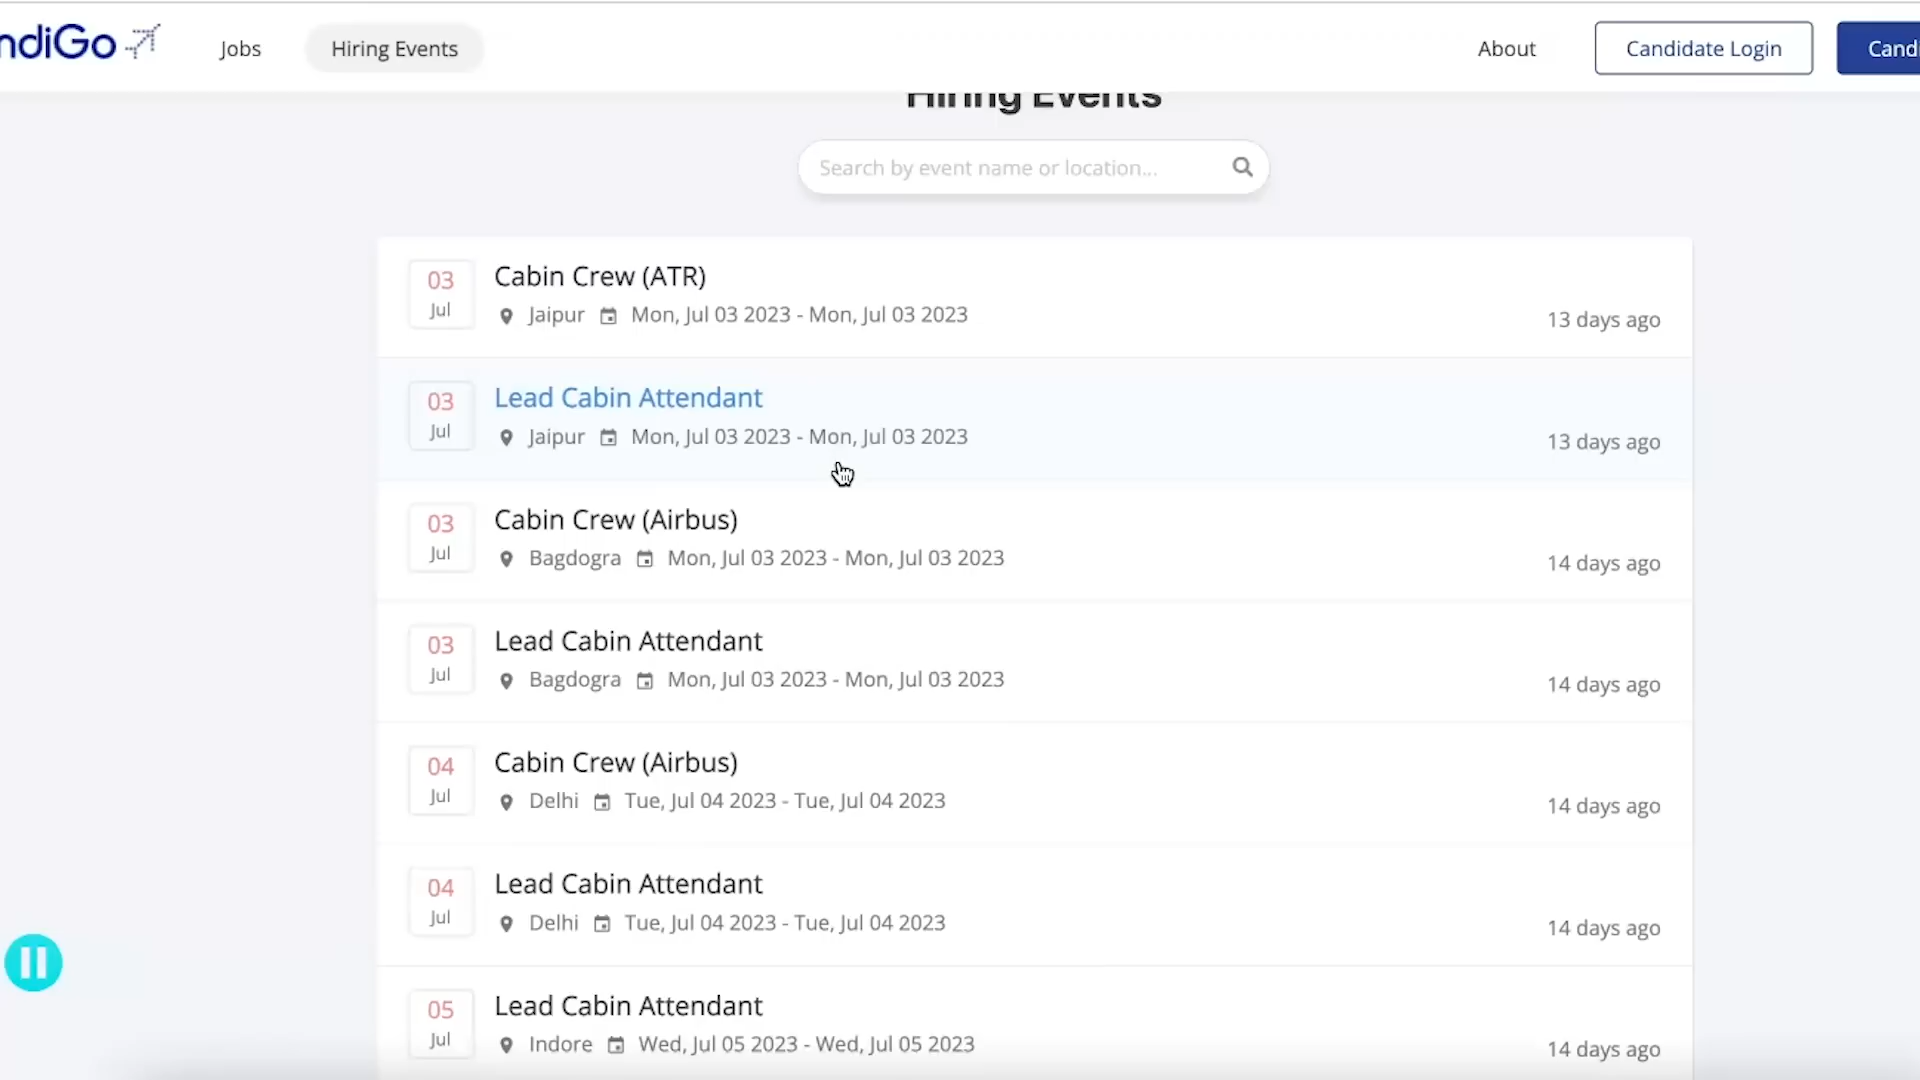 ndiGo
Jobs
Hiring Events
About
Candidate Login
Candi
Hiring Events
Search by event name or location...
03
Jul
Cabin Crew (ATR)
Jaipur Mon, Jul 03 2023 - Mon, Jul 03 2023
13 days ago
03
Jul
Lead Cabin Attendant
Jaipur Mon, Jul 03 2023 - Mon, Jul 03 2023
13 days ago
03
Jul
Cabin Crew (Airbus)
Bagdogra Mon, Jul 03 2023 - Mon, Jul 03 2023
14 days ago
03
Jul
Lead Cabin Attendant
Bagdogra Mon, Jul 03 2023 - Mon, Jul 03 2023
14 days ago
04
Jul
Cabin Crew (Airbus)
Delhi Tue, Jul 04 2023 - Tue, Jul 04 2023
14 days ago
04
Jul
Lead Cabin Attendant
Delhi Tue, Jul 04 2023 - Tue, Jul 04 2023
14 days ago
05
Jul
Lead Cabin Attendant
Indore Wed, Jul 05 2023 - Wed, Jul 05 2023
14 days ago